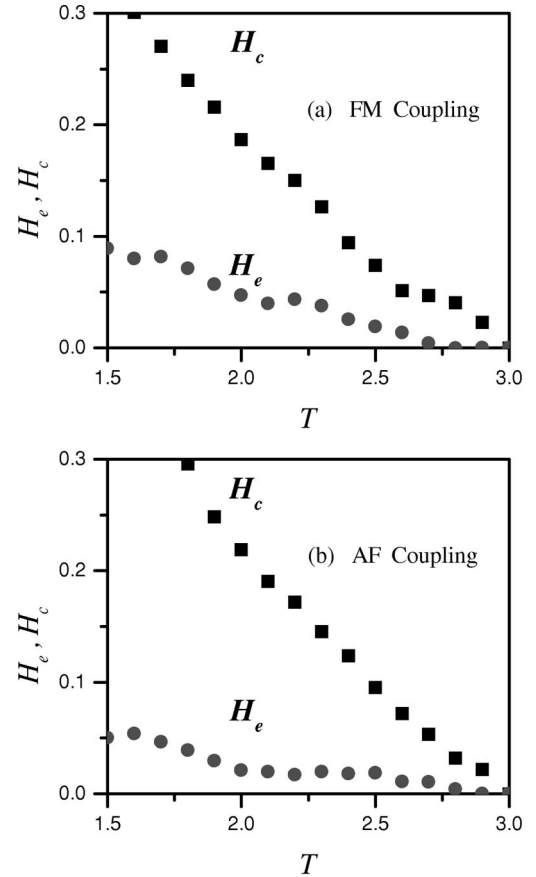 0.3
H_c
(a) FM Coupling
0.2
H_e , H_c
0.1
H_e
0.0
1.5 2.0 2.5 3.0
T
0.3
H_c
(b) AF Coupling
0.2
H_e , H_c
0.1
H_e
0.0
1.5 2.0 2.5 3.0
T